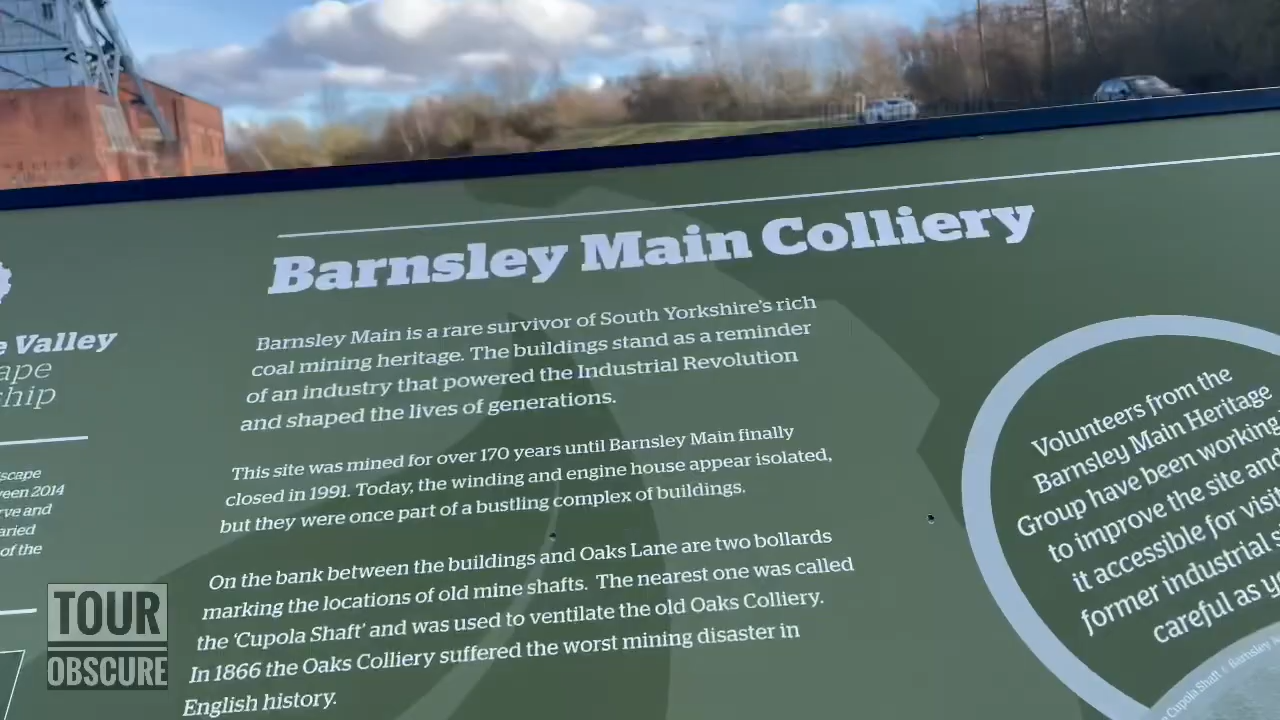 Barnsley Main Colliery
Barnsley Main is a rare survivor of South Yorkshire's rich
coal mining heritage. The buildings stand as a reminder
of an industry that powered the Industrial Revolution
and shaped the lives of generations.
This site was mined for over 170 years until Barnsley Main finally
closed in 1991. Today, the winding and engine house appear isolated,
but they were once part of a bustling complex of buildings.
On the bank between the buildings and Oaks Lane are two bollards
marking the locations of old mine shafts. The nearest one was called
the 'Cupola Shaft' and was used to ventilate the old Oaks Colliery.
In 1866 the Oaks Colliery suffered the worst mining disaster in
English history.
Valley
2014
and
of the
Volunteers from the
Barnsley Main Heritage
Group have been working
to improve the site and
it accessible for
former industrial
careful as
Cupola Shaft
Barnsley
TOUR
OBSCURE